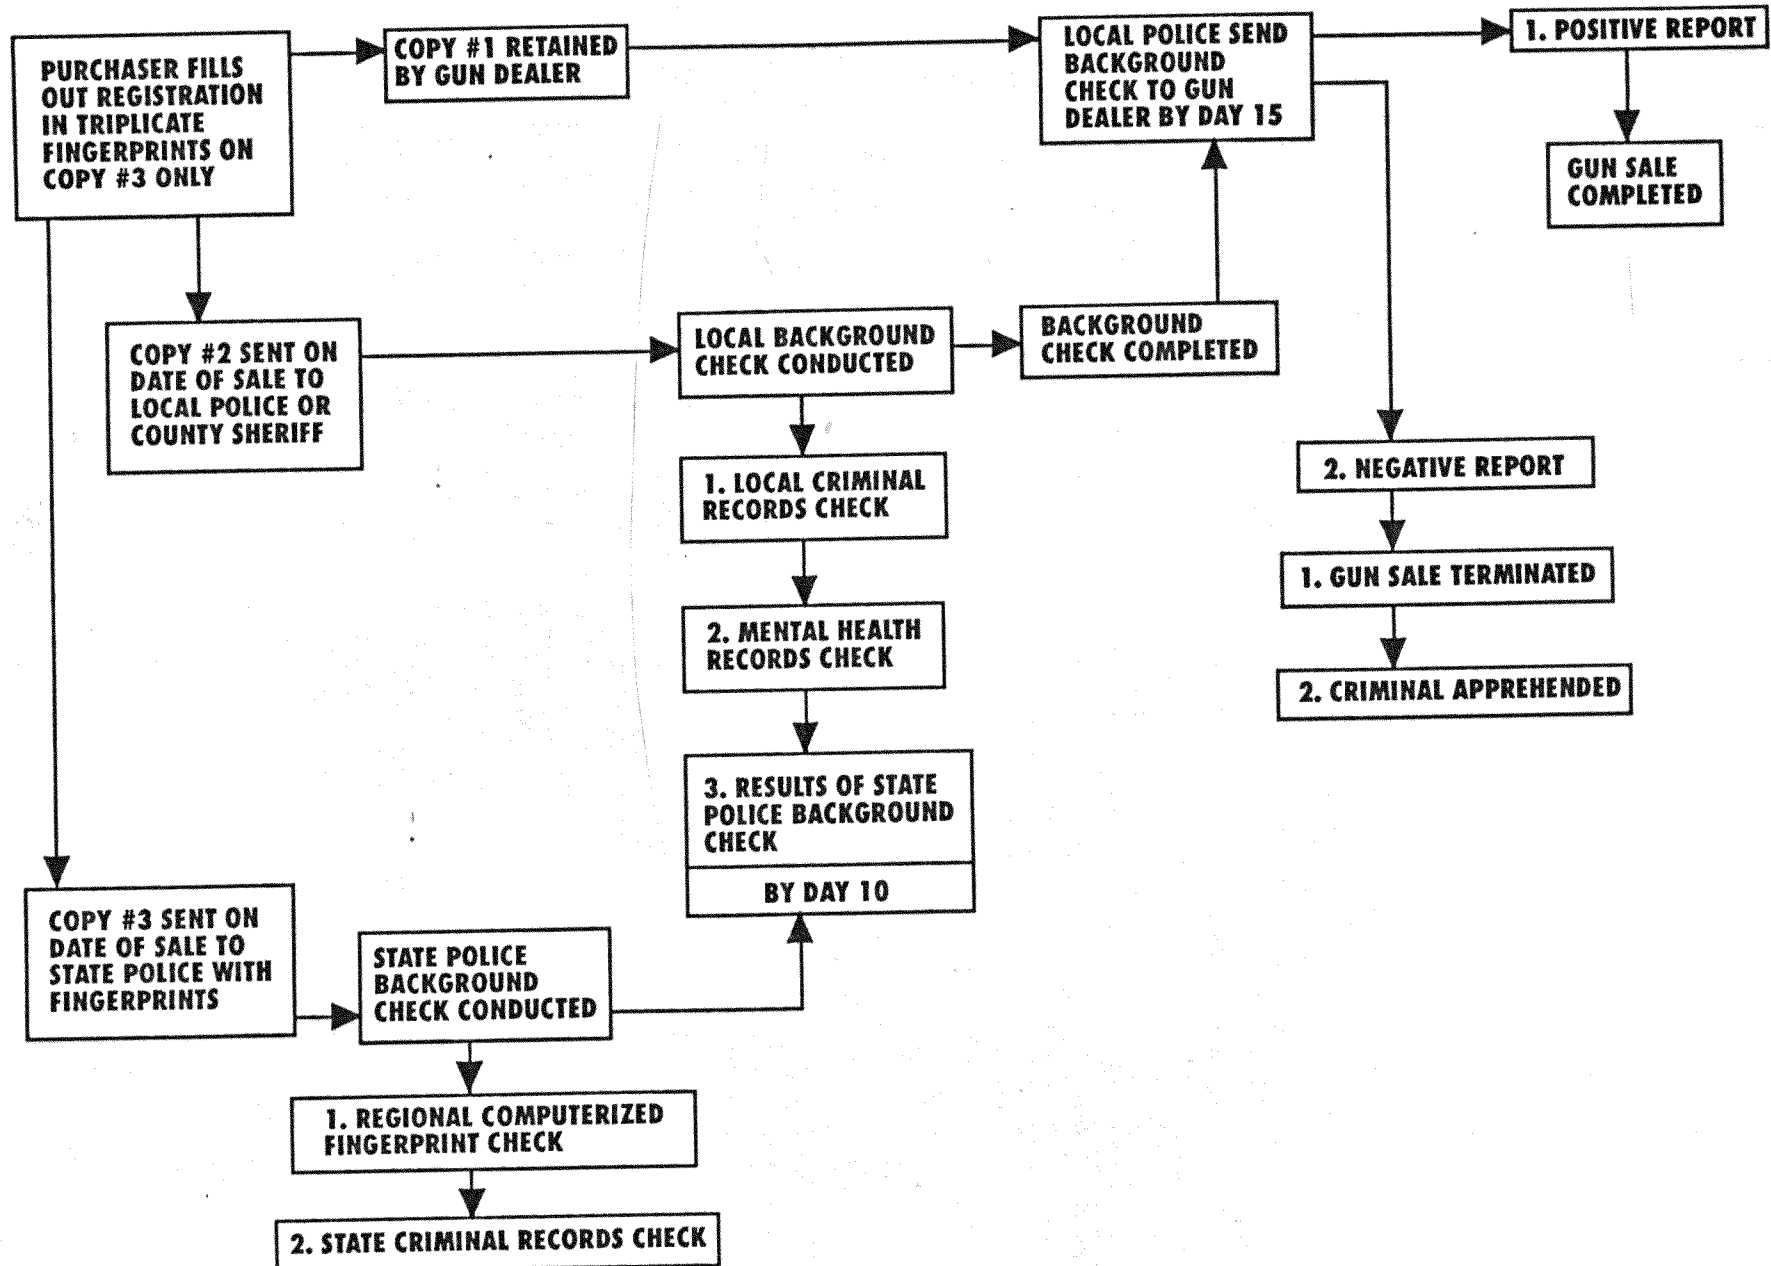 PURCHASER FILLS
OUT REGISTRATION
IN TRIPLICATE
FINGERPRINTS ON
COPY #3 ONLY
COPY #1 RETAINED
BY GUN DEALER
LOCAL POLICE SEND
BACKGROUND
CHECK TO GUN
DEALER BY DAY 15
1. POSITIVE REPORT
GUN SALE
COMPLETED
COPY #2 SENT ON
DATE OF SALE TO
LOCAL POLICE OR
COUNTY SHERIFF
LOCAL BACKGROUND
CHECK CONDUCTED
BACKGROUND
CHECK COMPLETED
1. LOCAL CRIMINAL
RECORDS CHECK
2. MENTAL HEALTH
RECORDS CHECK
3. RESULTS OF STATE
POLICE BACKGROUND
CHECK
BY DAY 10
2. NEGATIVE REPORT
1. GUN SALE TERMINATED
2. CRIMINAL APPREHENDED
COPY #3 SENT ON
DATE OF SALE TO
STATE POLICE WITH
FINGERPRINTS
STATE POLICE
BACKGROUND
CHECK CONDUCTED
1. REGIONAL COMPUTERIZED
FINGERPRINT CHECK
2. STATE CRIMINAL RECORDS CHECK